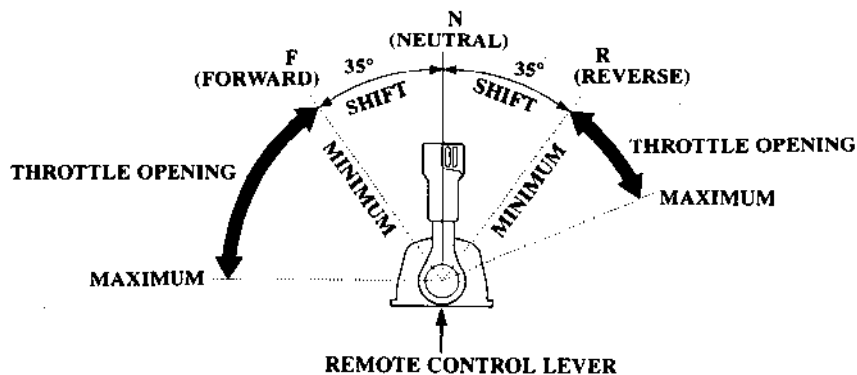 N
(NEUTRAL)
F
(FORWARD)
35°
SHIFT
35°
SHIFT
R
(REVERSE)
THROTTLE OPENING
MINIMUM
MINIMUM
THROTTLE OPENING
MAXIMUM
MAXIMUM
REMOTE CONTROL LEVER